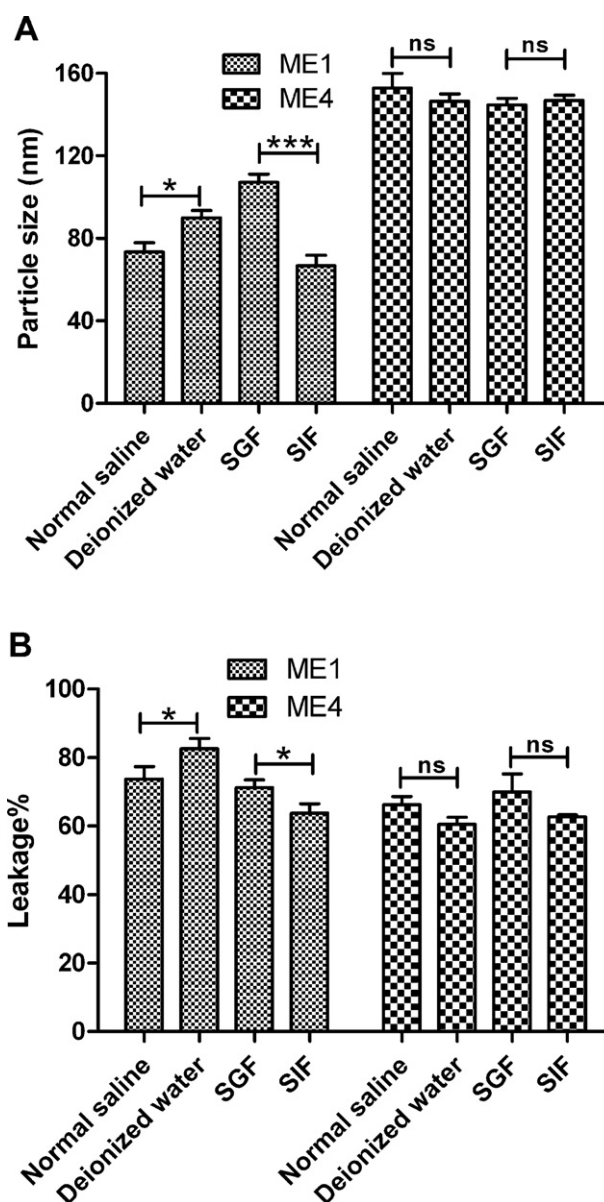 A
ME1
ME4
ns
ns
*
***
Particle size (nm)
160
120
80
40
0
Normal saline
Deionized water
SGF
SIF
Normal saline
Deionized water
SGF
SIF
B
ME1
ME4
*
*
ns
ns
Leakage%
100
80
60
40
20
0
Normal saline
Deionized water
SGF
SIF
Normal saline
Deionized water
SGF
SIF